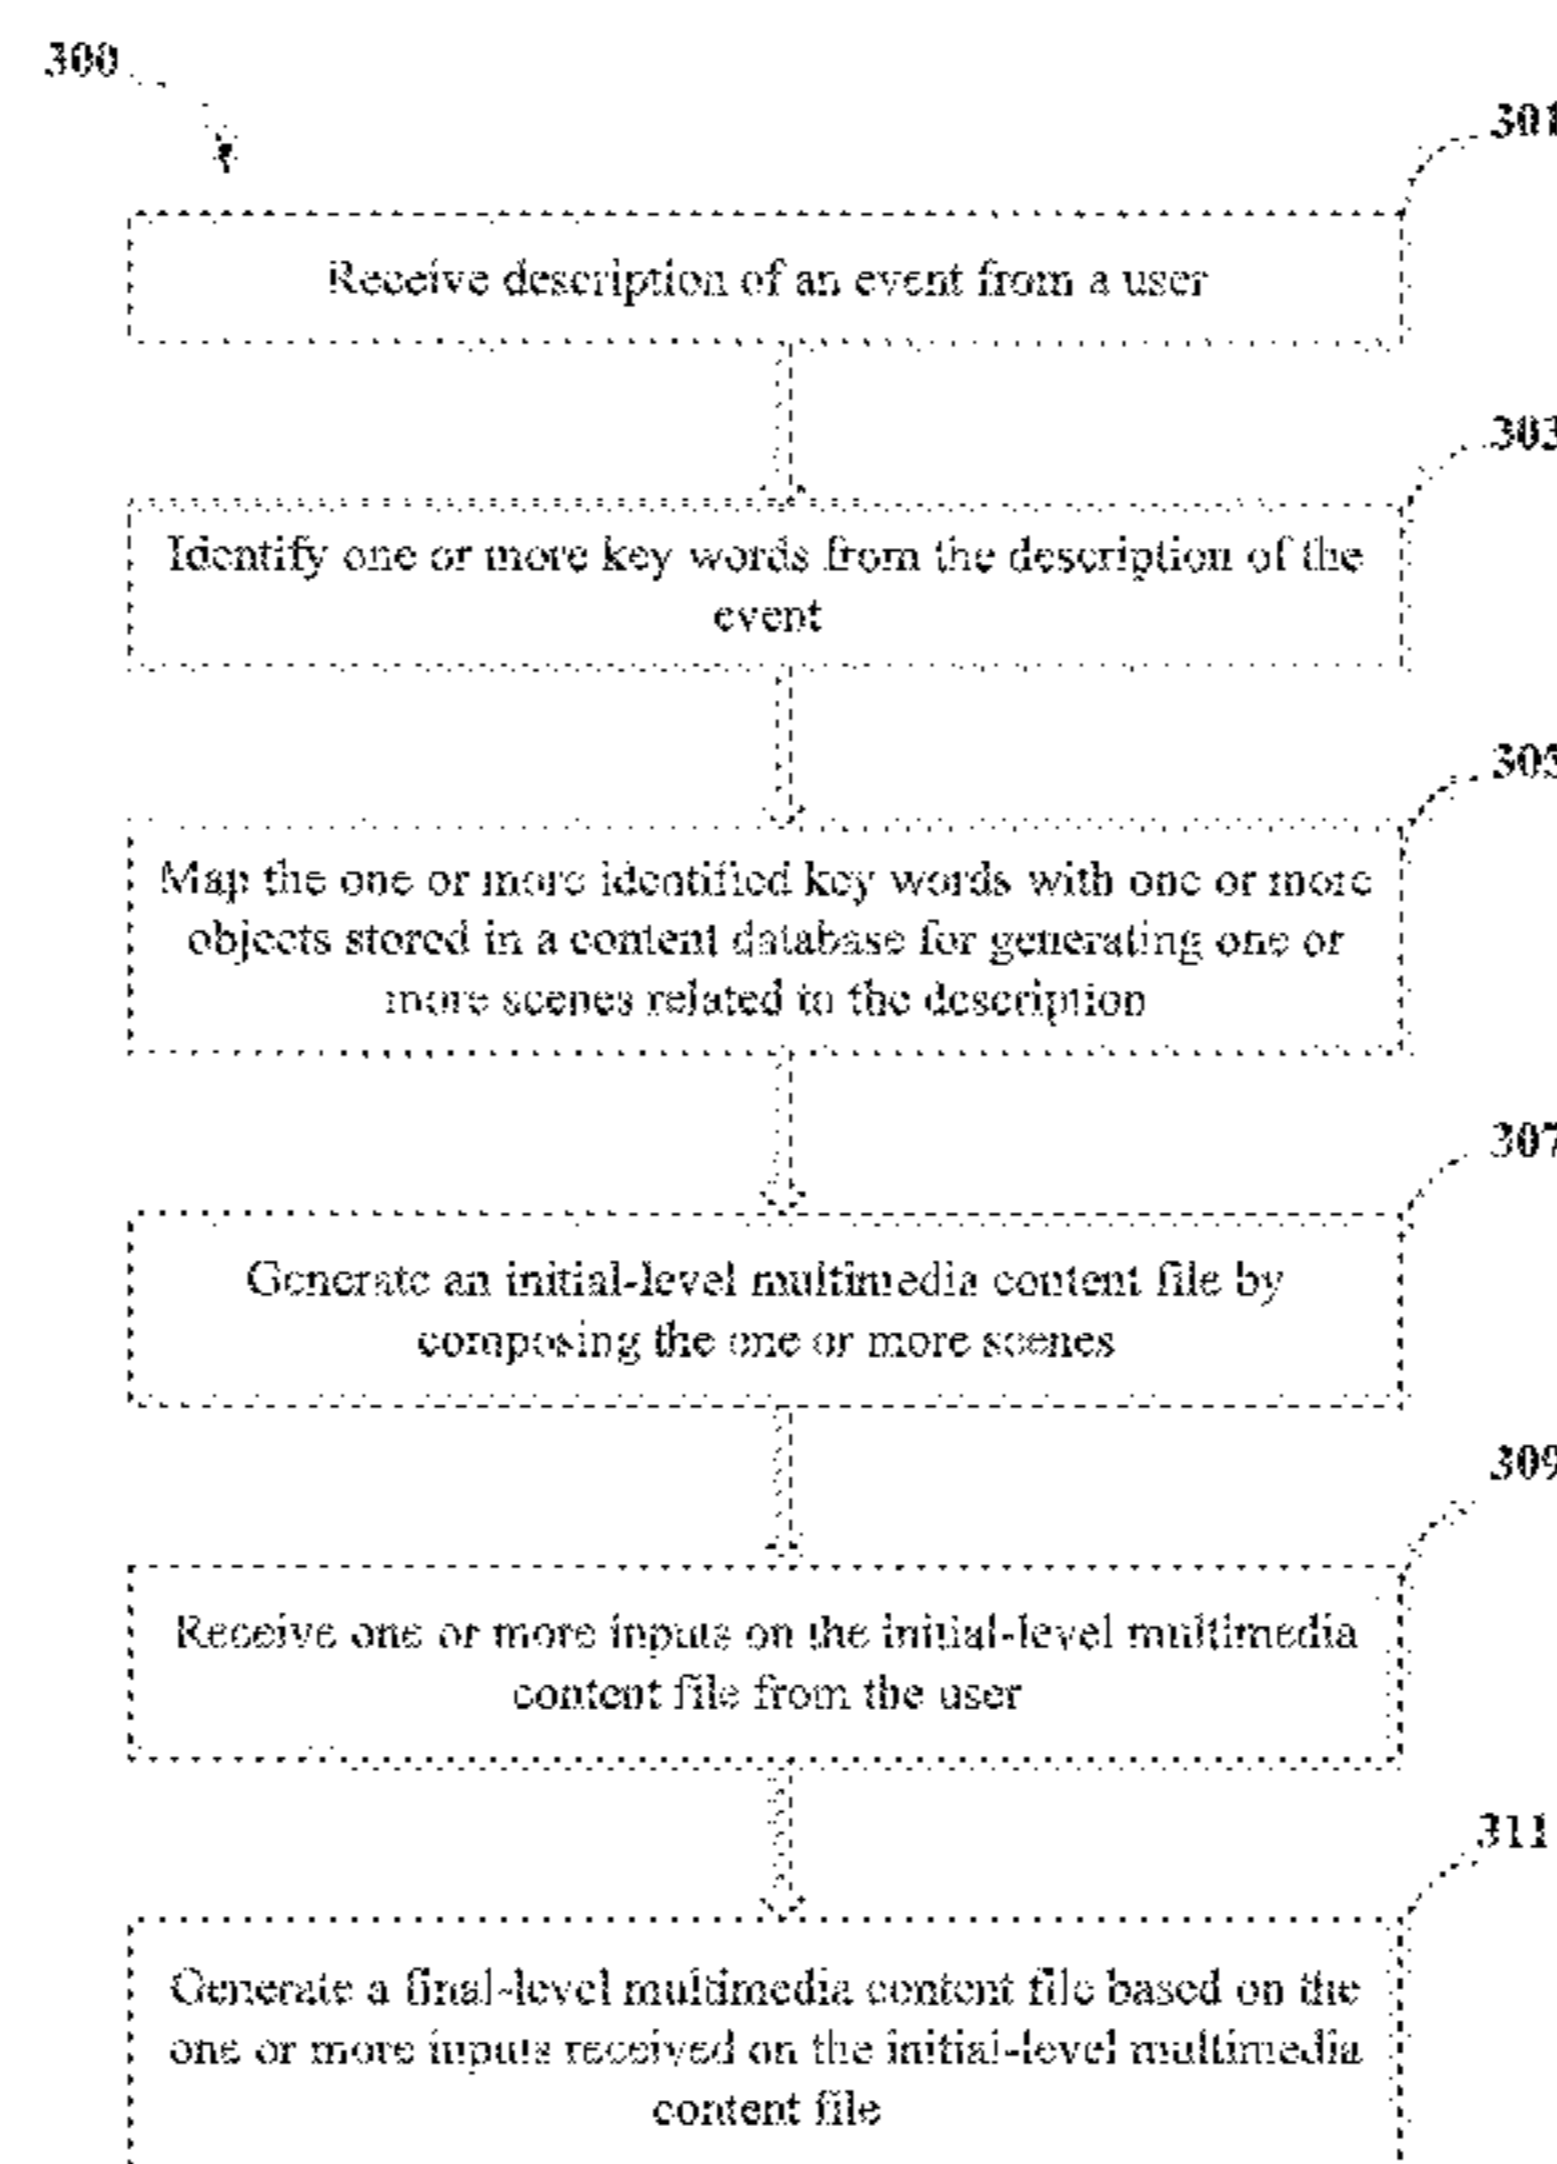 300
301
Receive description of an event from a user
303
Identify one or more key words from the description of the
event
305
Map the one or more identified key words with one or more
objects stored in a content database for generating one or
more scenes related to the description
307
Generate an initial-level multimedia content file by
composing the one or more scenes
309
Receive one or more inputs on the initial-level multimedia
content file from the user
311
Generate a final-level multimedia content file based on the
one or more inputs received on the initial-level multimedia
content file